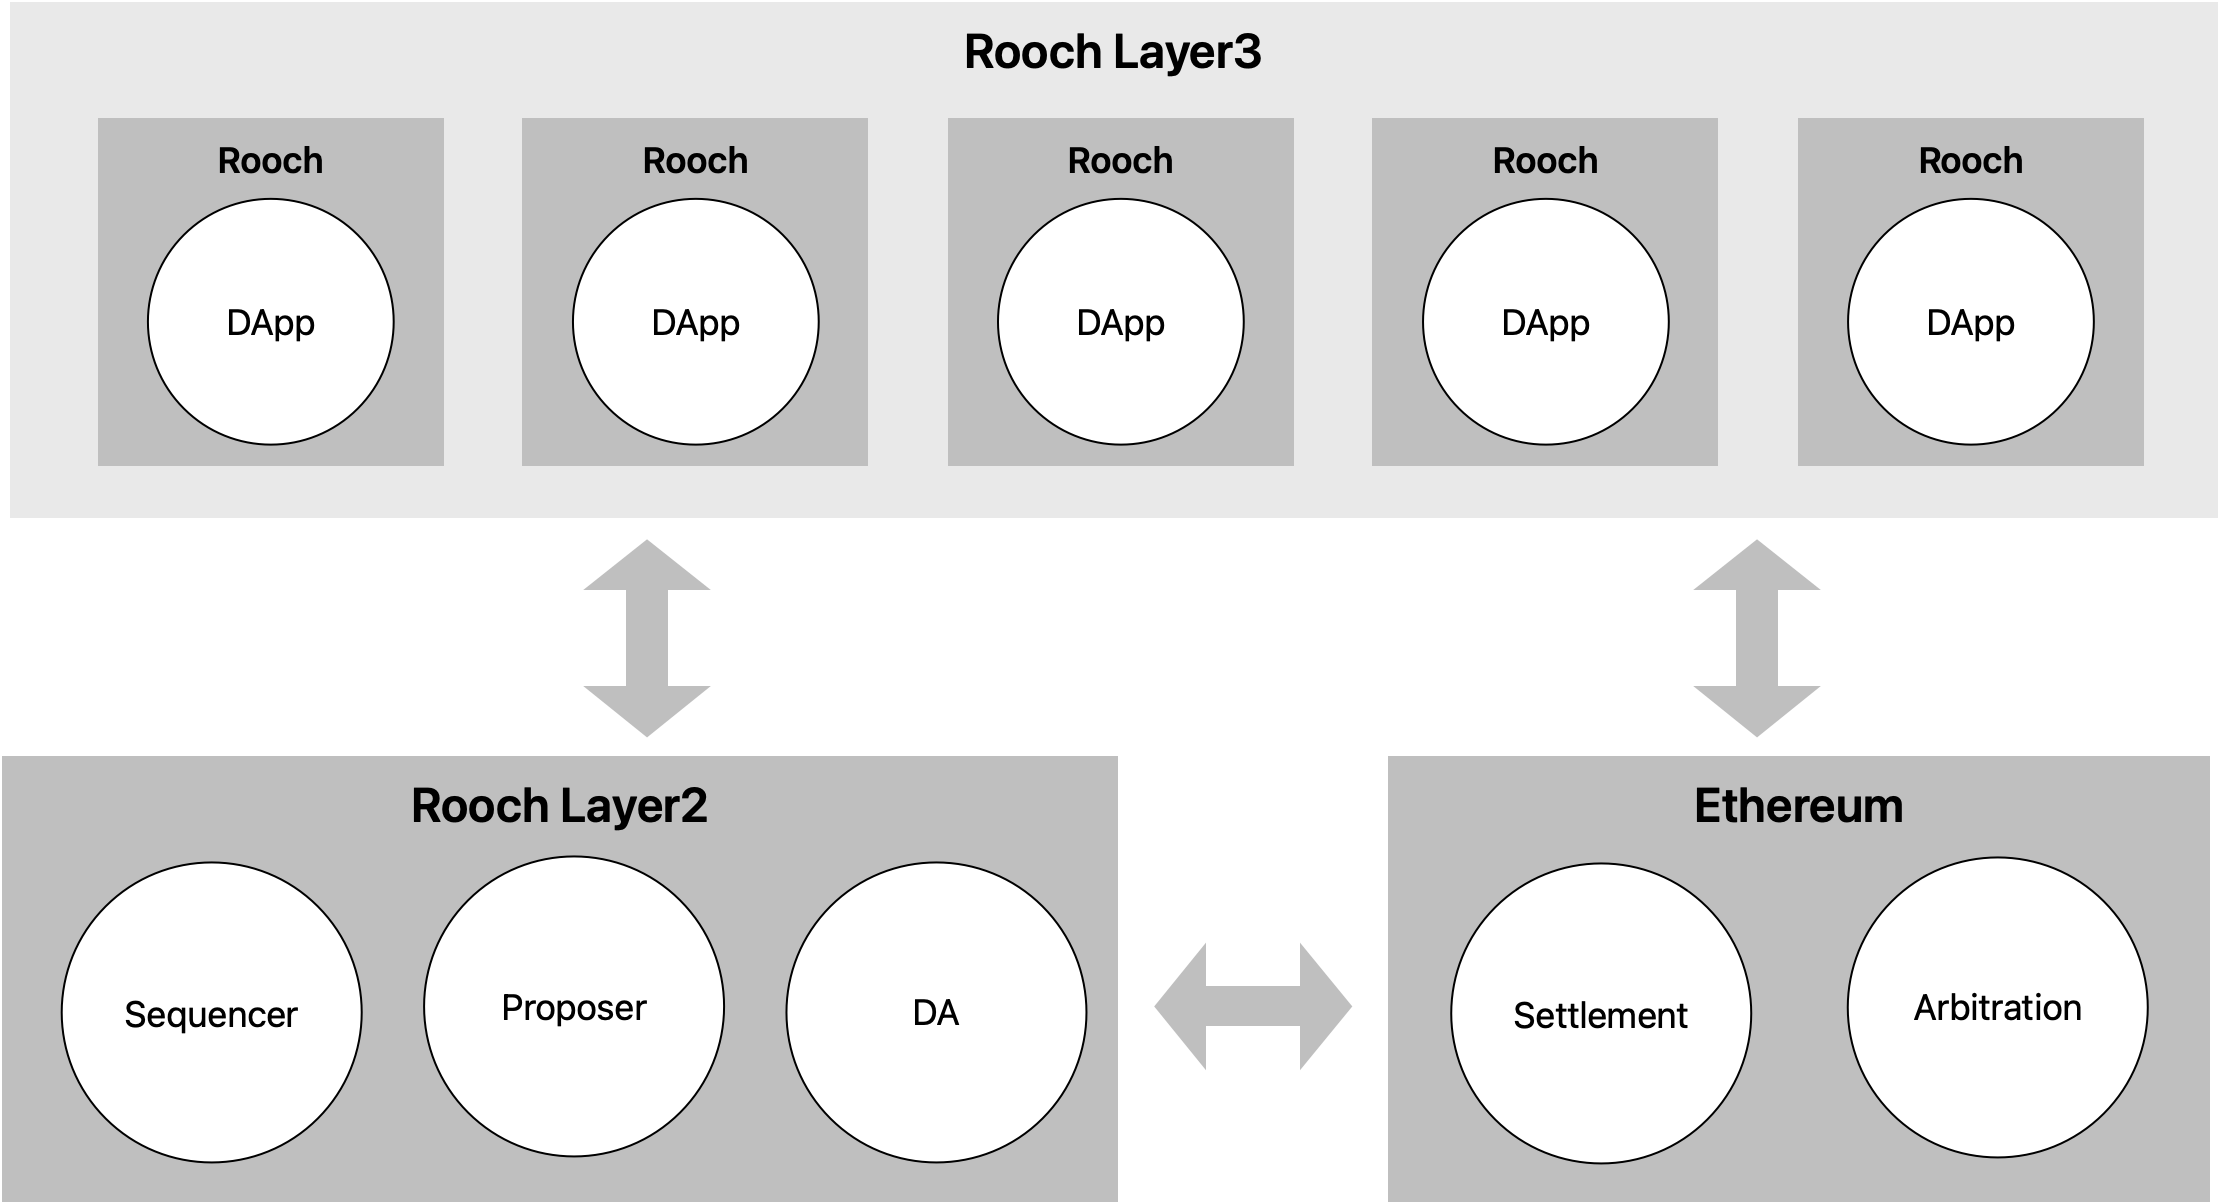 Rooch Layer3
Rooch
Rooch
Rooch
Rooch
Rooch
DApp
DApp
DApp
DApp
DApp
Rooch Layer2
Ethereum
Sequencer
Proposer
DA
Settlement
Arbitration